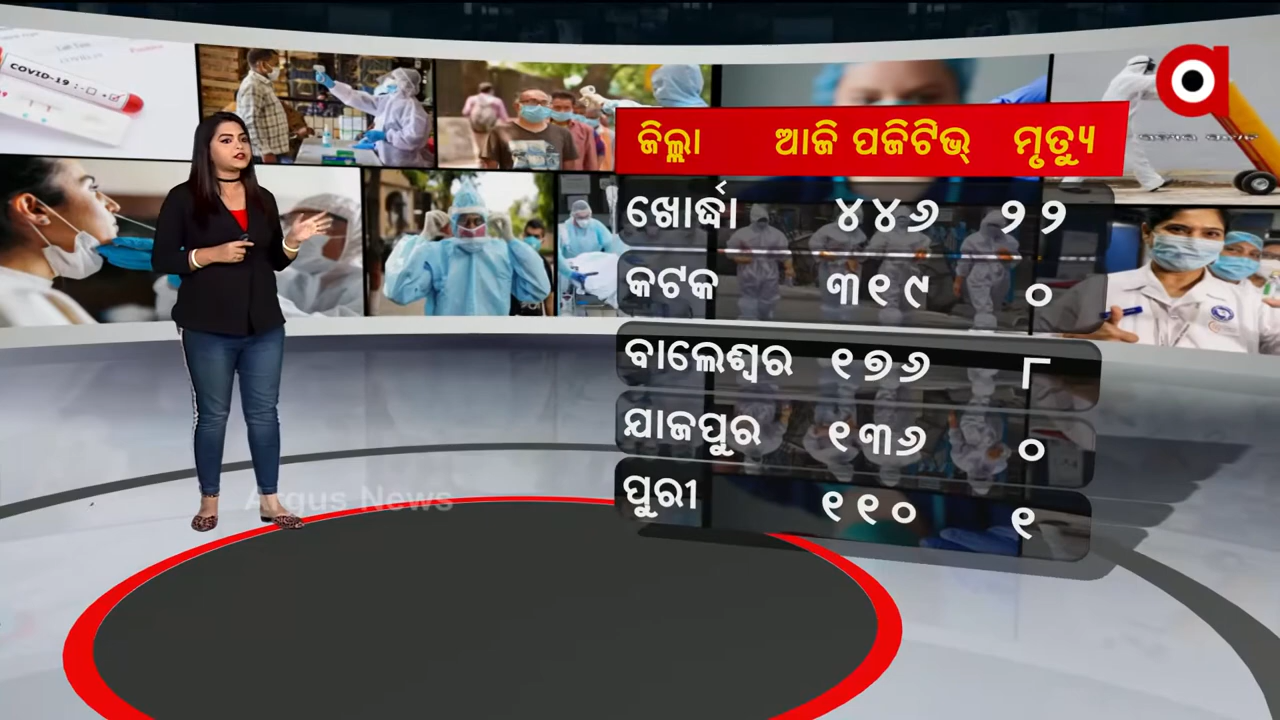 COVID-19 :
ଜିଲ୍ଲା ଆଜି ପଜିଟିଭ୍ ମୃତ୍ୟୁ
ଖୋର୍ଦ୍ଧା ୪୪୬ ୨୨
କଟକ ୩୧୯ ୦
ବାଲେଶ୍ୱର ୧୭୬ ୮
ଯାଜପୁର ୧୩୬ ୦
ପୁରୀ ୧୧୦ ୧
Argus News